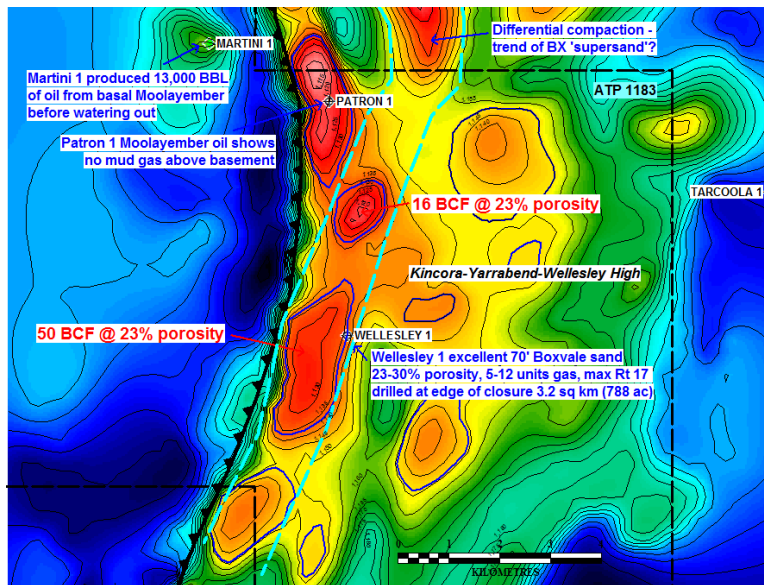 MARTINI 1
Differential compaction -
trend of BX 'supersand'?
Martini 1 produced 13,000 BBL
of oil from basal Moolayember
before watering out
ATP 1183
PATRON 1
Patron 1 Moolayember oil shows
no mud gas above basement
TARCOOLA 1
16 BCF @ 23% porosity
Kincora-Yarrabend-Wellesley High
50 BCF @ 23% porosity
WELLESLEY 1
Wellesley 1 excellent 70' Boxvale sand
23-30% porosity, 5-12 units gas, max Rt 17
drilled at edge of closure 3.2 sq km (788 ac)
0 1 2 3
KILOMETRES